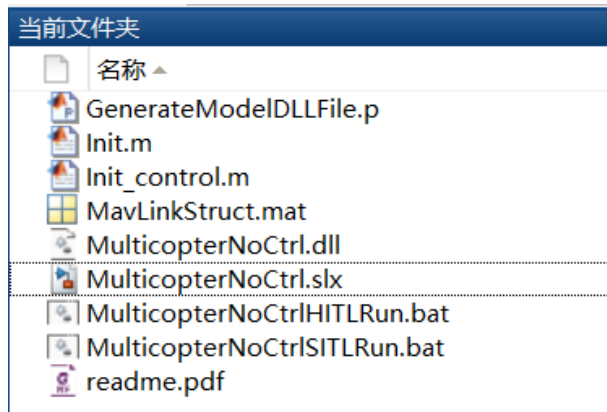 当前文件夹
名称
GenerateModelDLLFile.p
Init.m
Init_control.m
MavLinkStruct.mat
MulticopterNoCtrl.dll
MulticopterNoCtrl.slx
MulticopterNoCtrlHITLRun.bat
MulticopterNoCtrlSITLRun.bat
readme.pdf